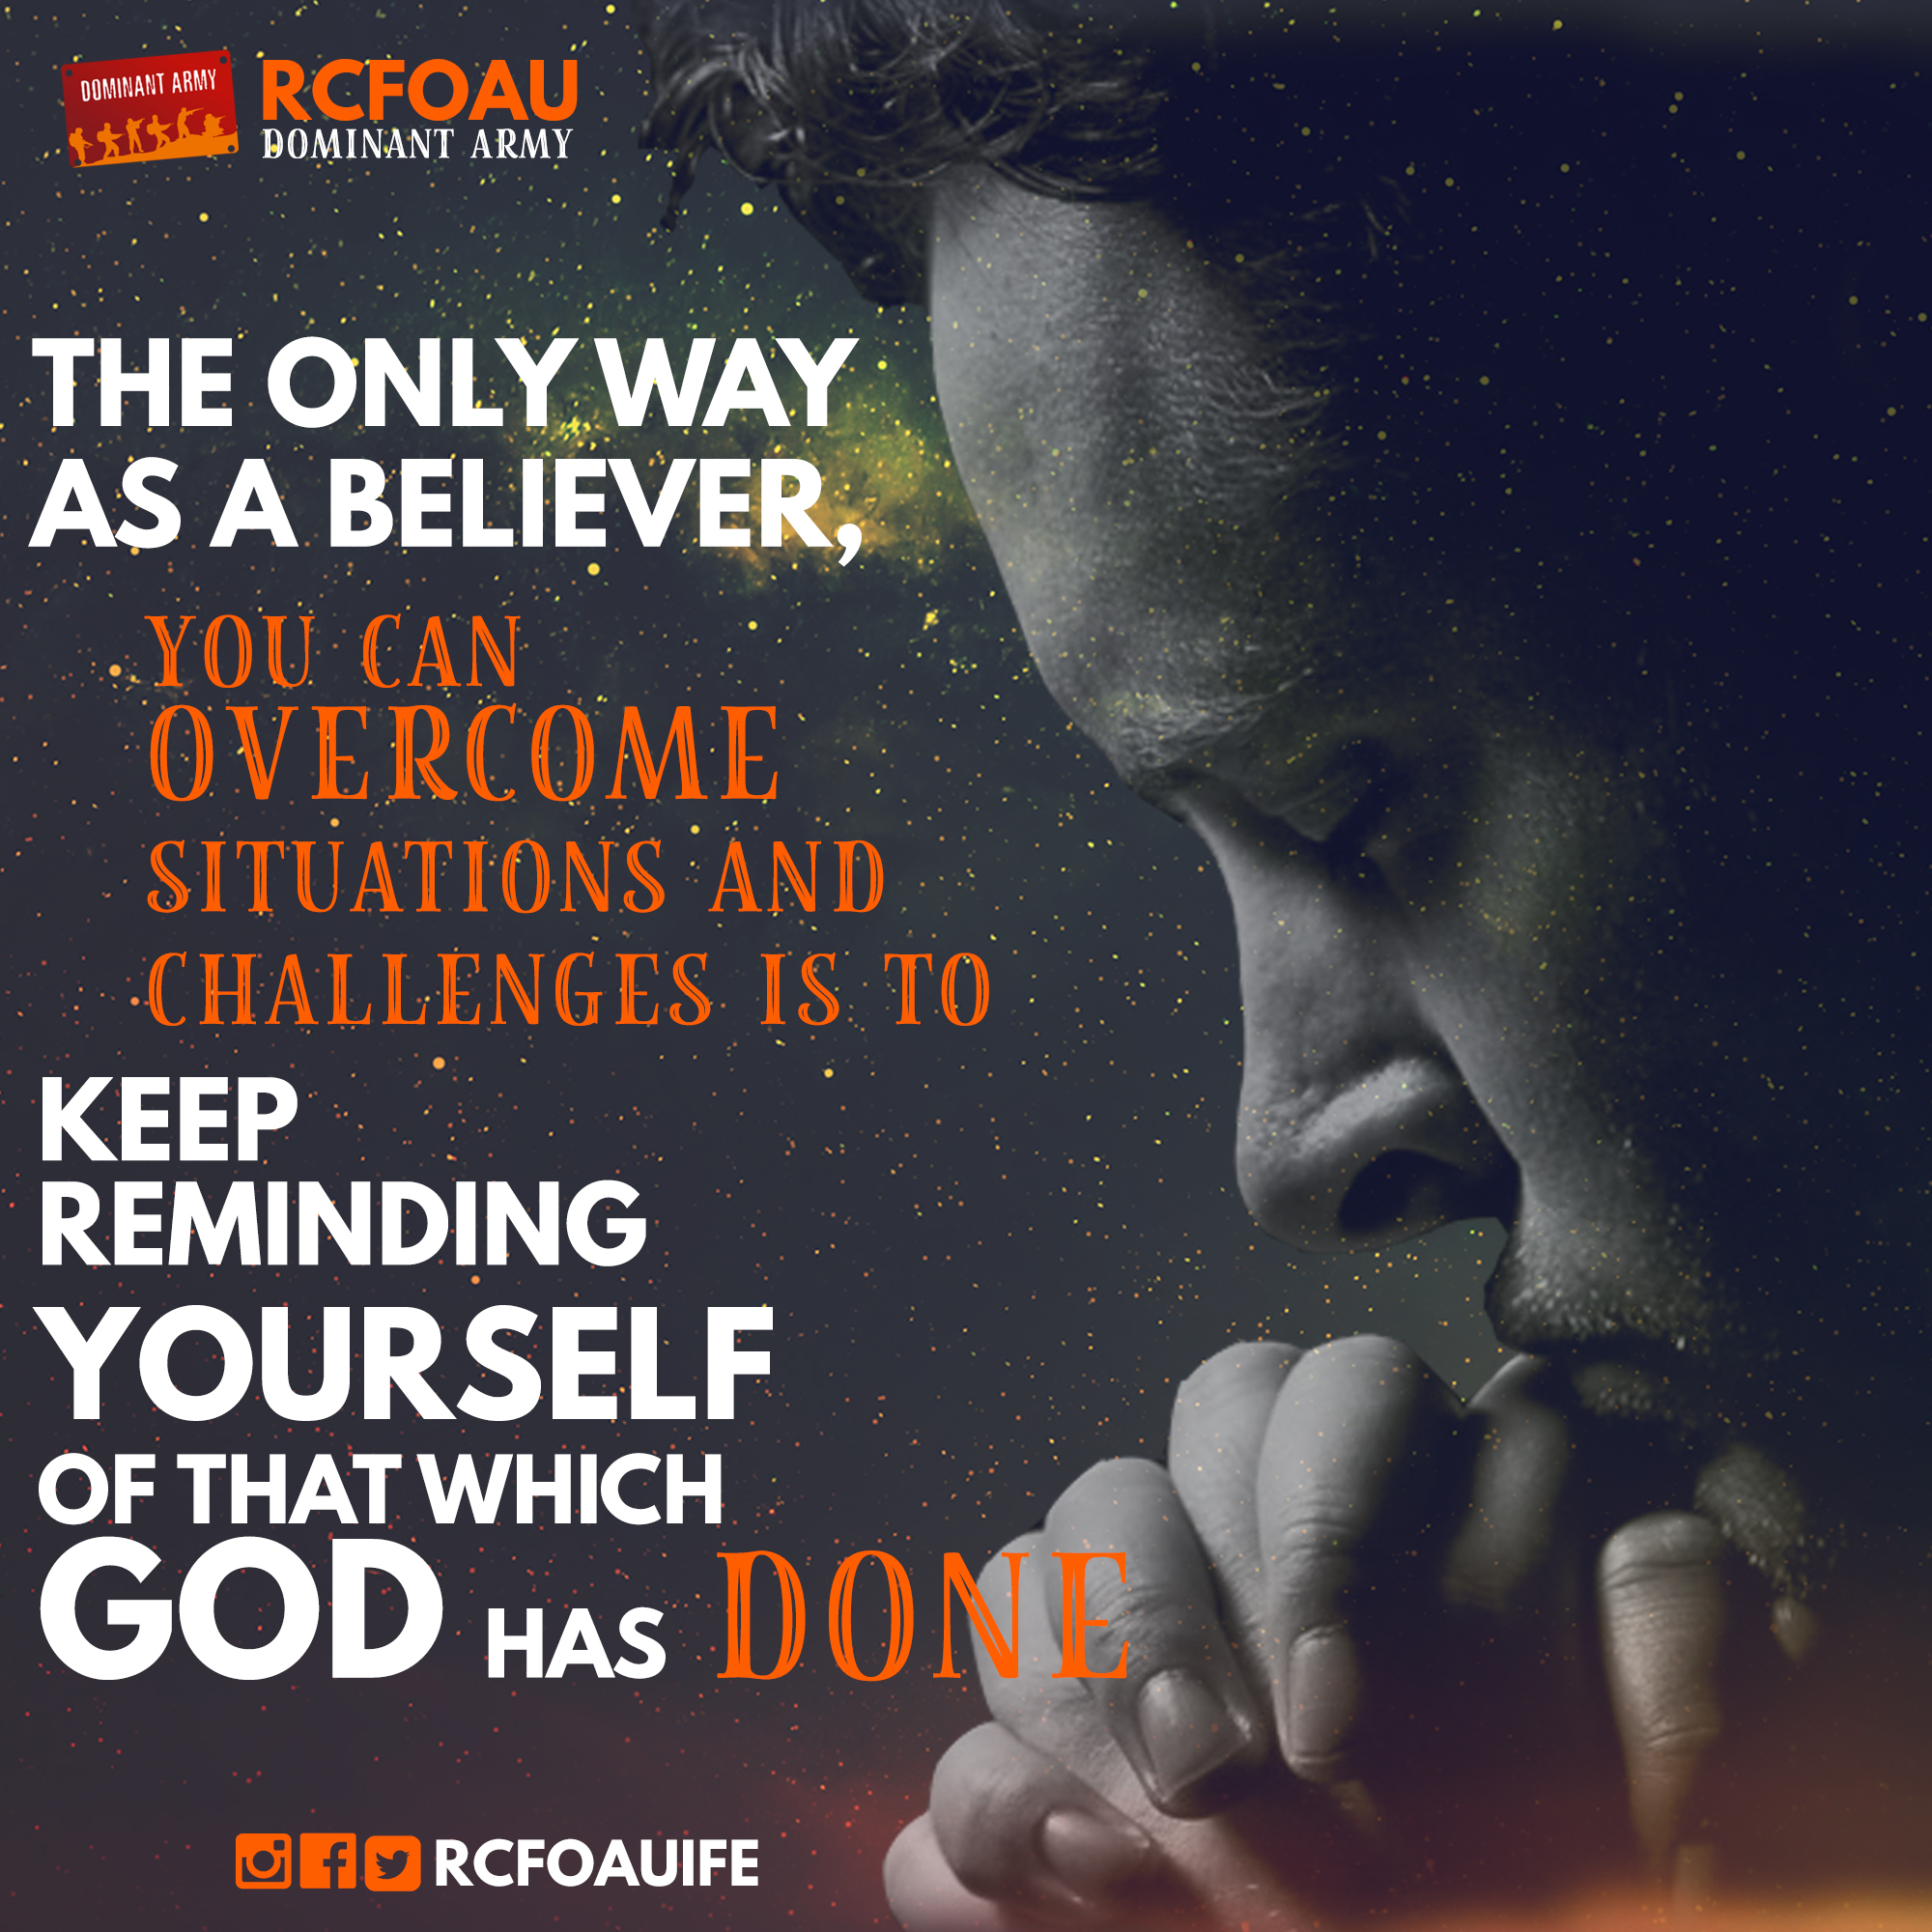 DOMINANT ARMY
RCFOAU
DOMINANT ARMY
THE ONLY WAY
AS A BELIEVER,
YOU CAN
OVERCOME
SITUATIONS AND
CHALLENGES IS TO
KEEP
REMINDING
YOURSELF
OF THAT WHICH
GOD HAS DONE
RCFOAUIFE